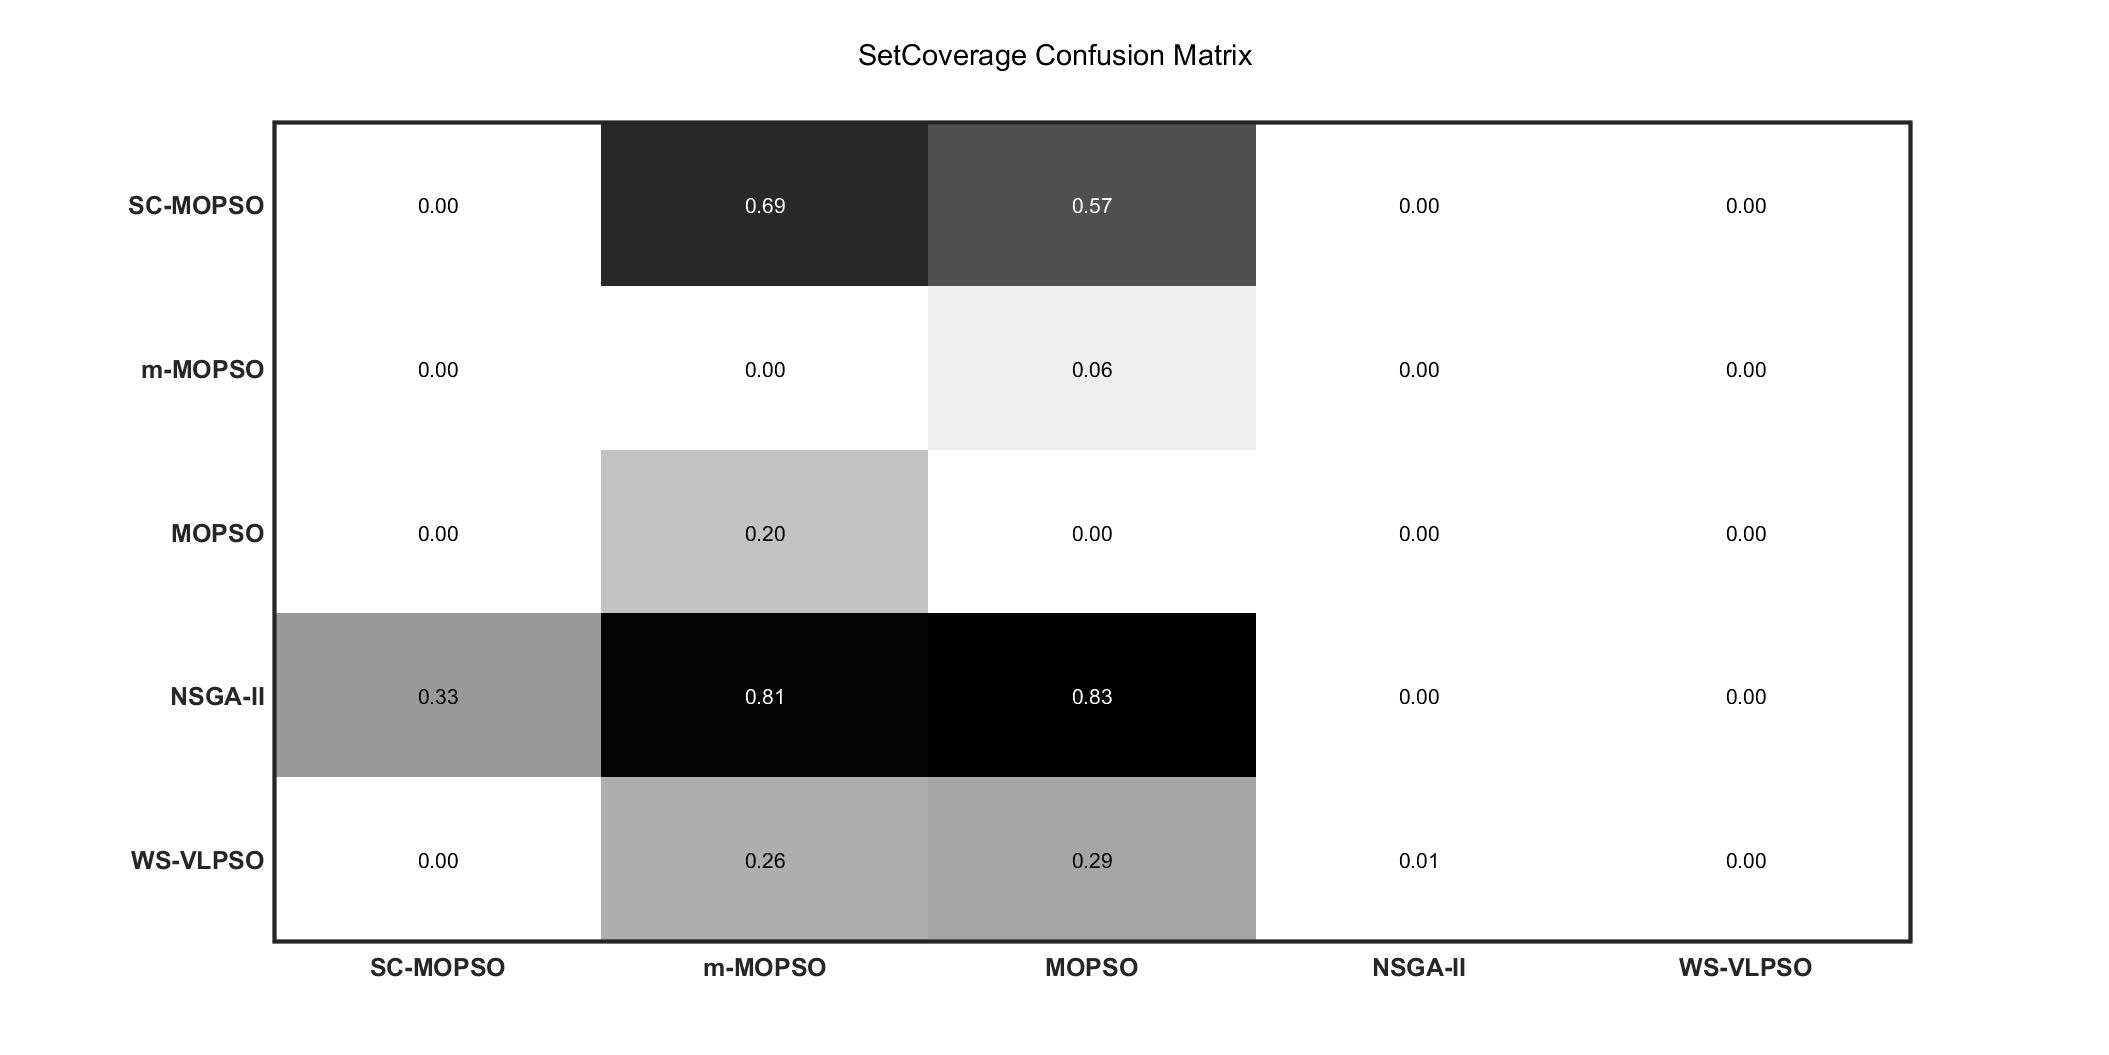 SetCoverage Confusion Matrix
SC-MOPSO 0.00 0.69 0.57 0.00 0.00
m-MOPSO 0.00 0.00 0.06 0.00 0.00
MOPSO 0.00 0.20 0.00 0.00 0.00
NSGA-II 0.33 0.81 0.83 0.00 0.00
WS-VLPSO 0.00 0.26 0.29 0.01 0.00
SC-MOPSO m-MOPSO MOPSO NSGA-II WS-VLPSO